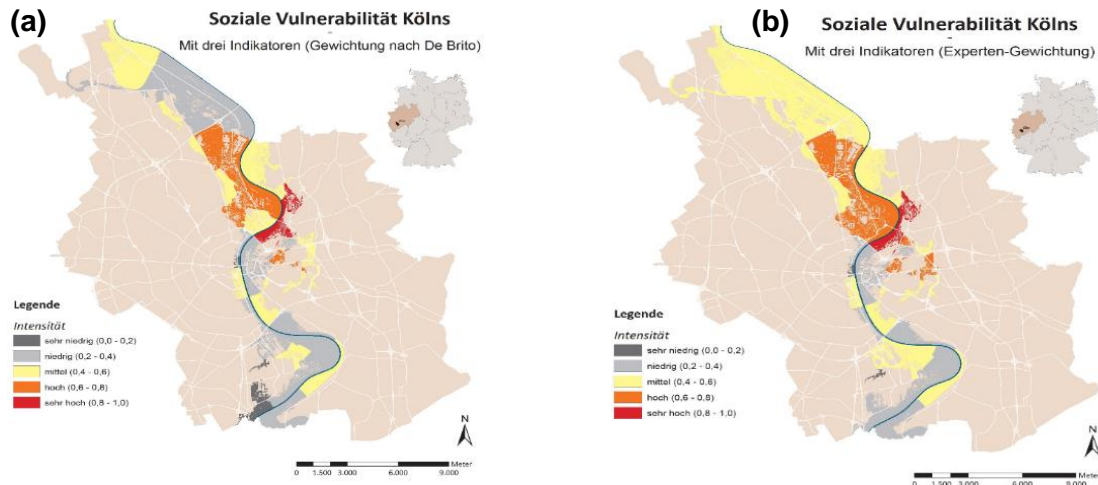 (a)
Soziale Vulnerabilität Kölns
-
Mit drei Indikatoren (Gewichtung nach De Brito)
Legende
Intensität
sehr niedrig (0,0 - 0,2)
niedrig (0,2 - 0,4)
mittel (0,4 - 0,6)
hoch (0,6 - 0,8)
sehr hoch (0,8 - 1,0)
N
Meter
0 1.500 3.000 6.000 9.000
(b)
Soziale Vulnerabilität Kölns
-
Mit drei Indikatoren (Experten-Gewichtung)
Legende
Intensität
sehr niedrig (0,0 - 0,2)
niedrig (0,2 - 0,4)
mittel (0,4 - 0,6)
hoch (0,6 - 0,8)
sehr hoch (0,8 - 1,0)
N
Meter
0 1.500 3.000 6.000 9.000